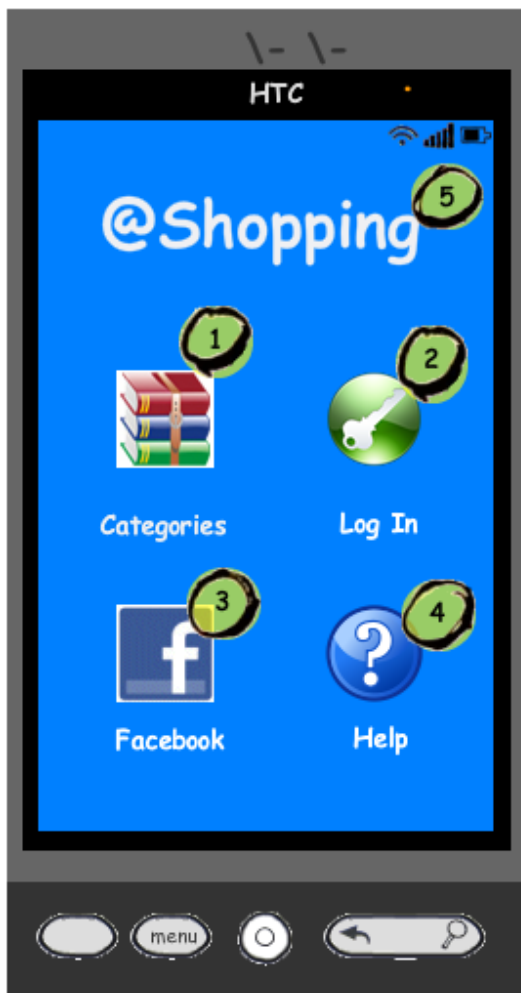 HTC
5
@Shopping
1
2
Categories
Log In
3
4
f
Facebook
?
Help
menu